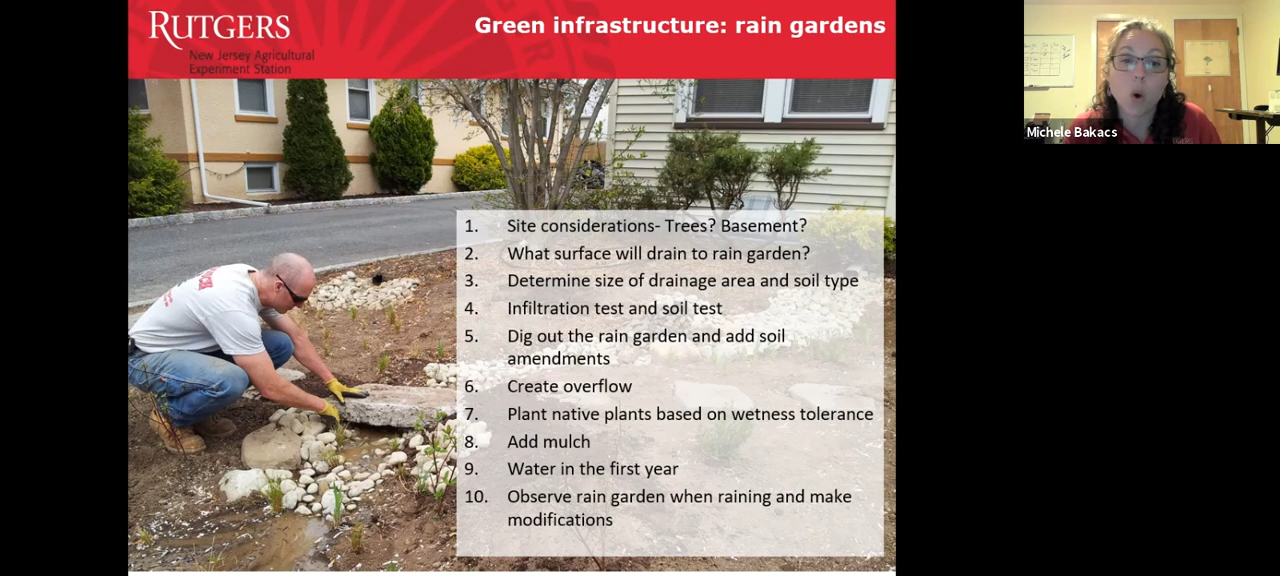 RUTGERS
New Jersey Agricultural
Experiment Station
Green infrastructure: rain gardens
1. Site considerations- Trees? Basement?
2. What surface will drain to rain garden?
3. Determine size of drainage area and soil type
4. Infiltration test and soil test
5. Dig out the rain garden and add soil
amendments
6. Create overflow
7. Plant native plants based on wetness tolerance
8. Add mulch
9. Water in the first year
10. Observe rain garden when raining and make
modifications
Michele Bakacs